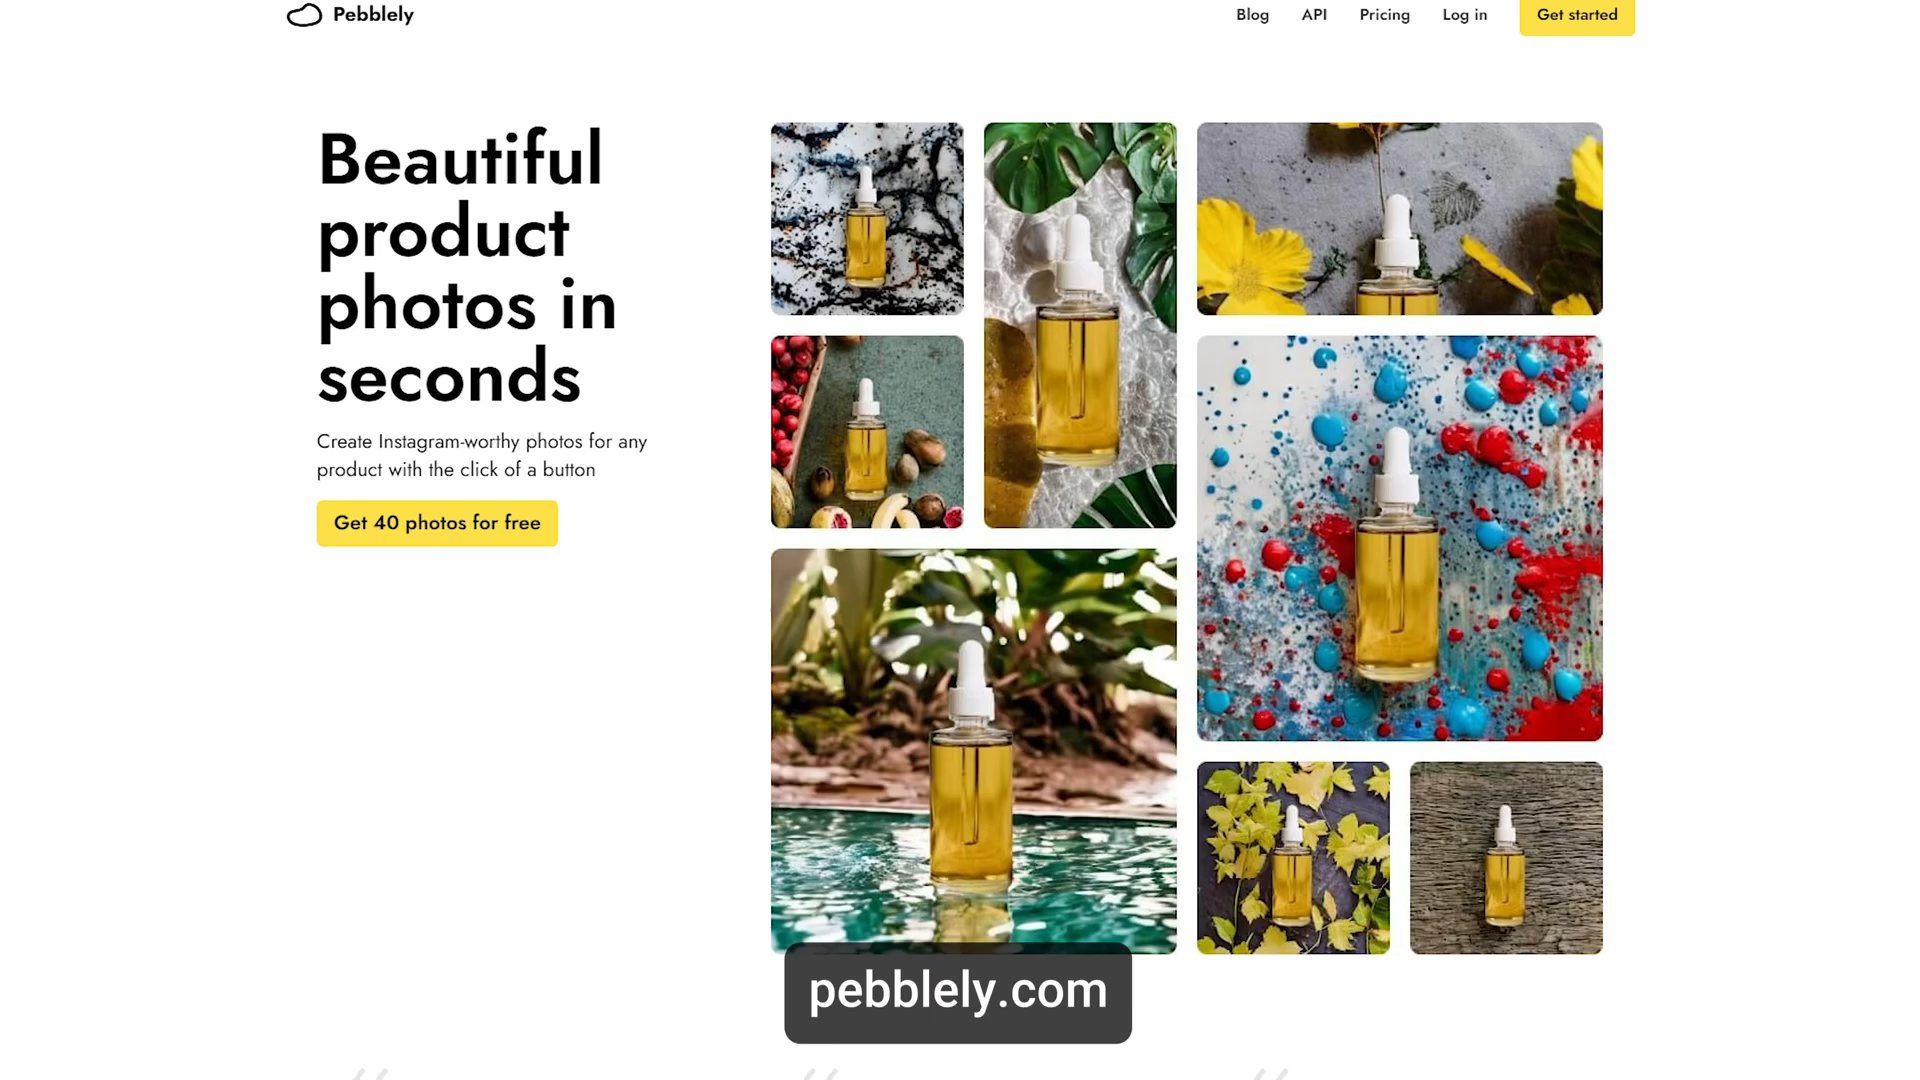 Pebblely
Blog
API
Pricing
Log in
Get started
Beautiful
product
photos in
seconds
Create Instagram-worthy photos for any
product with the click of a button
Get 40 photos for free
pebblely.com